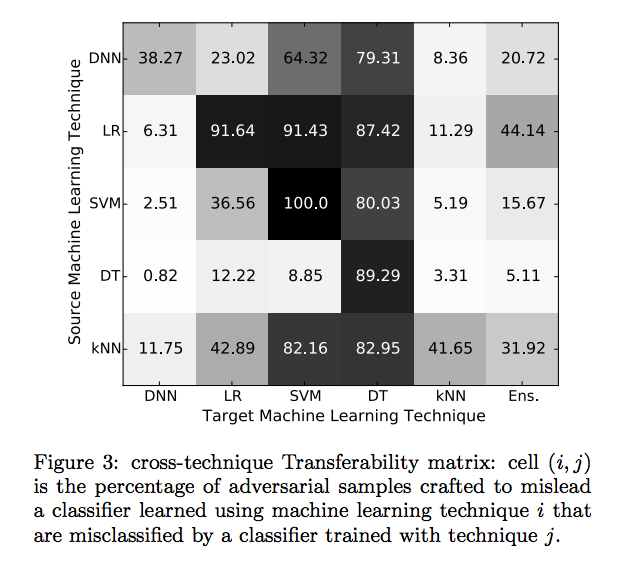 Source Machine Learning Technique
DNN 38.27 23.02 64.32 79.31 8.36 20.72
LR 6.31 91.64 91.43 87.42 11.29 44.14
SVM 2.51 36.56 100.0 80.03 5.19 15.67
DT 0.82 12.22 8.85 89.29 3.31 5.11
kNN 11.75 42.89 82.16 82.95 41.65 31.92
DNN LR SVM DT kNN Ens.
Target Machine Learning Technique
Figure 3: cross-technique Transferability matrix: cell (i, j)
is the percentage of adversarial samples crafted to mislead
a classifier learned using machine learning technique i that
are misclassified by a classifier trained with technique j.